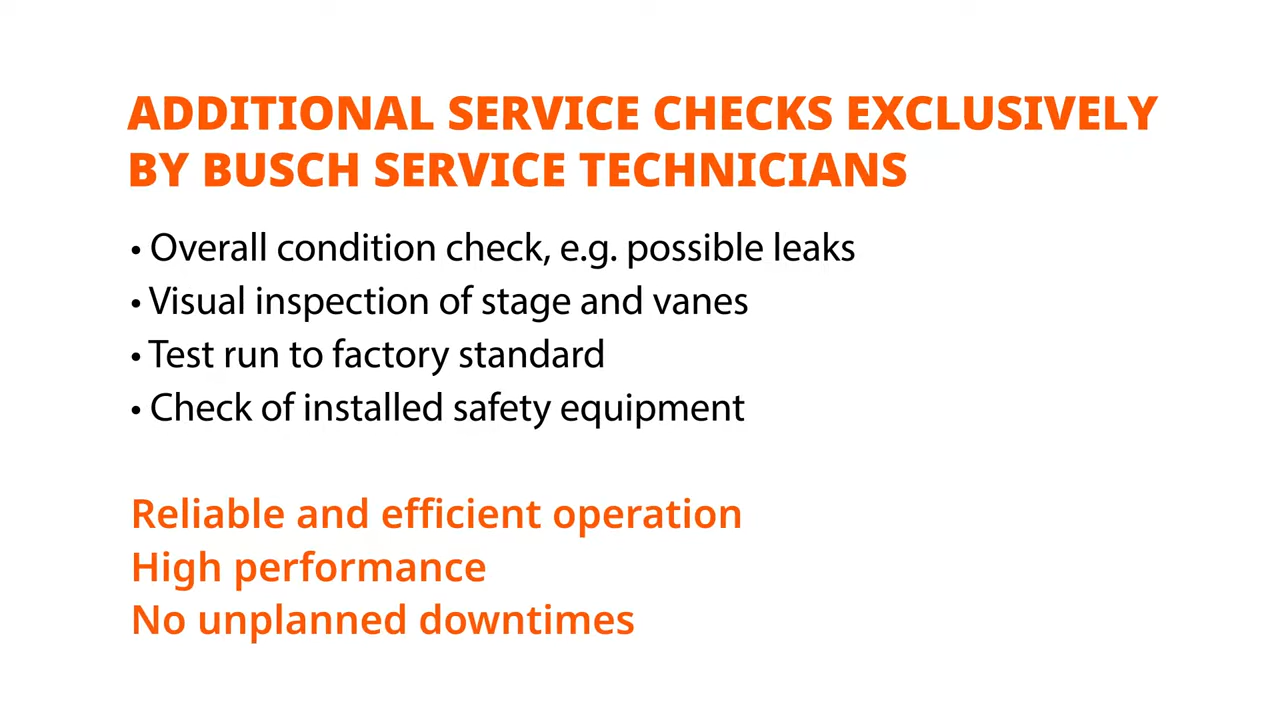 ADDITIONAL SERVICE CHECKS EXCLUSIVELY
BY BUSCH SERVICE TECHNICIANS
• Overall condition check, e.g. possible leaks
• Visual inspection of stage and vanes
• Test run to factory standard
• Check of installed safety equipment
Reliable and efficient operation
High performance
No unplanned downtimes